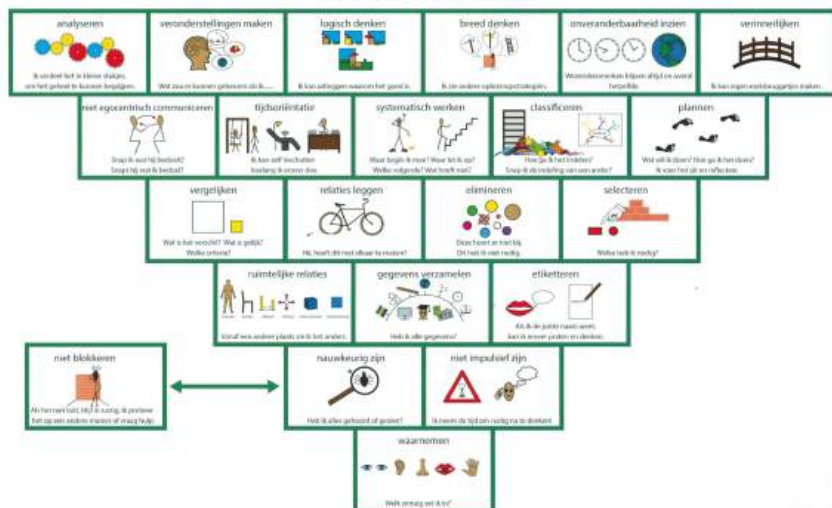 analyseren
Ik verdeel het in kleine stukjes,
om het geheel te kunnen begrijpen.
veronderstellingen maken
Wat zou er kunnen gebeuren als ik.....
logisch denken
Ik kan uitleggen waarom het goed is.
breed denken
Ik zie andere oplossingsstrategieën.
onveranderbaarheid inzien
blijven altijd en overal
hetzelfde.
verinnerlijken
Ik kan eigen ezelsbruggetjes maken.
niet egocentrisch communiceren
Snap ik wat hij bedoelt?
Snapt hij wat ik bedoel?
tijdsoriëntatie
Ik kan zelf inschatten
hoelang ik erover doe.
systematisch werken
Waar begin ik mee? Waar let ik op?
Welke volgorde? Wat hoeft niet?
classificeren
Hoe ga ik het indelen?
Snap ik de indeling van een ander?
plannen
Wat wil ik doen? Hoe ga ik het doen?
Ik voer het uit en reflecteer.
vergelijken
Wat is het verschil? Wat is gelijk?
Welke criteria?
relaties leggen
Hé, heeft dit met elkaar te maken?
elimineren
Deze hoort er niet bij.
Dit heb ik niet nodig.
selecteren
Welke heb ik nodig?
ruimtelijke relaties
Vanaf een andere plaats zie ik het anders.
gegevens verzamelen
Heb ik alle gegevens?
etiketteren
Als ik de juiste naam weet,
kan ik erover praten en denken.
niet blokkeren
Als het niet lukt, blijf ik rustig. Ik probeer
het op een andere manier of vraag hulp.
nauwkeurig zijn
Heb ik alles gehoord of gezien?
niet impulsief zijn
Ik neem de tijd om rustig na te denken!
waarnemen
Welk zintuig zet ik in?